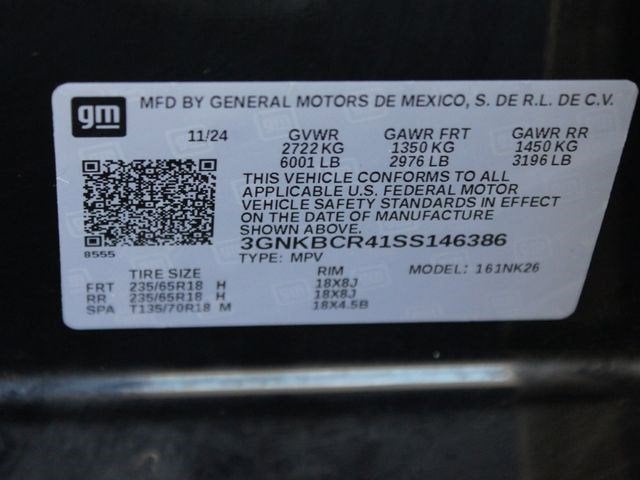 gm MFD BY GENERAL MOTORS DE MEXICO, S. DE R.L. DE C.V.
11/24 GVWR GAWR FRT GAWR RR
2722 KG 1350 KG 1450 KG
6001 LB 2976 LB 3196 LB
THIS VEHICLE CONFORMS TO ALL
APPLICABLE U.S. FEDERAL MOTOR
VEHICLE SAFETY STANDARDS IN EFFECT
ON THE DATE OF MANUFACTURE
SHOWN ABOVE.
8555 3GNKBCR41SS146386
TYPE: MPV MODEL: 161NK26
TIRE SIZE RIM
FRT 235/65R18 H 18X8J
RR 235/65R18 H 18X8J
SPA T135/70R18 M 18X4.5B